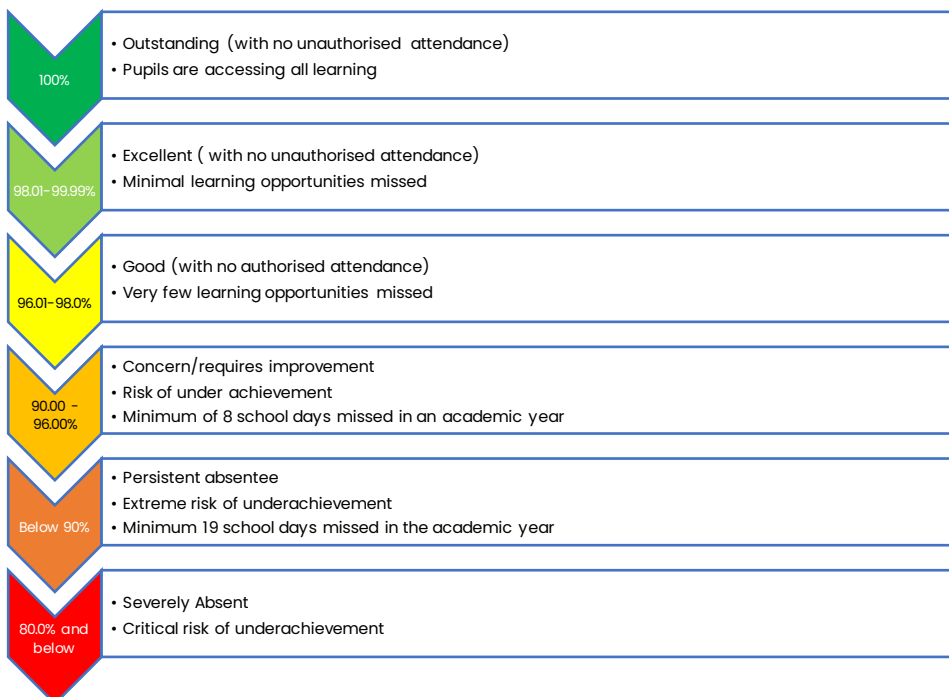 100%
• Outstanding (with no unauthorised attendance)
• Pupils are accessing all learning
98.01-99.99%
• Excellent ( with no unauthorised attendance)
• Minimal learning opportunities missed
96.01-98.0%
• Good (with no authorised attendance)
• Very few learning opportunities missed
90.00 -
96.00%
• Concern/requires improvement
• Risk of under achievement
• Minimum of 8 school days missed in an academic year
Below 90%
• Persistent absentee
• Extreme risk of underachievement
• Minimum 19 school days missed in the academic year
80.0% and
below
• Severely Absent
• Critical risk of underachievement